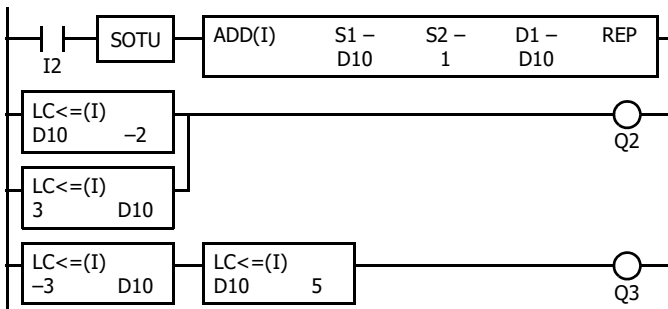 SOTU ADD(I) S1 – S2 – D1 – REP
I2 D10 1 D10
LC<=(I)
D10 –2
Q2
LC<=(I)
3 D10
LC<=(I) LC<=(I)
–3 D10 D10 5
Q3